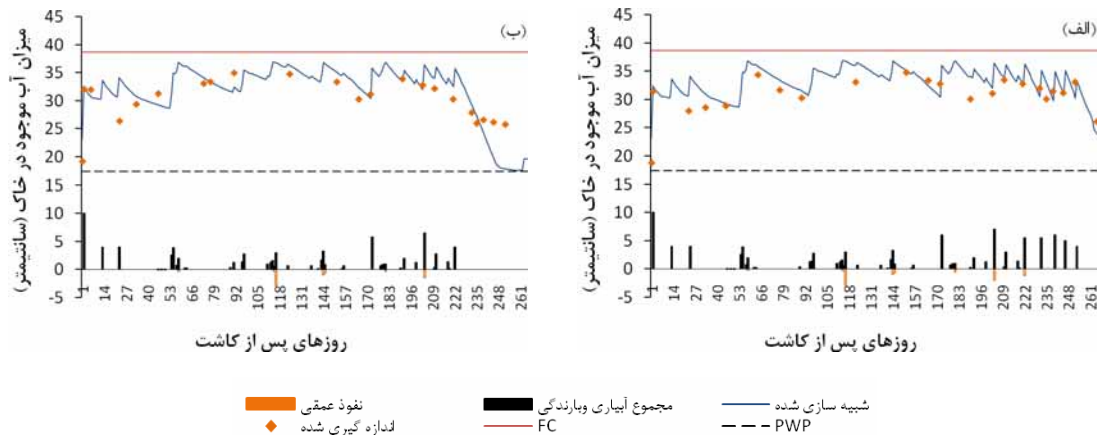 (ب)
میزان آب موجود در خاک (سانتیمتر)
45
40
35
30
25
20
15
10
5
0
-5
1 14 27 40 53 66 79 92 105 118 131 144 157 170 183 196 209 222 235 248 261
روزهای پس از کاشت
(الف)
میزان آب موجود در خاک (سانتیمتر)
45
40
35
30
25
20
15
10
5
0
-5
1 14 27 40 53 66 79 92 105 118 131 144 157 170 183 196 209 222 235 248 261
روزهای پس از کاشت
شبیه سازی شده مجموع آبیاری وبارندگی نفوذ عمقی
PWP FC اندازه گیری شده